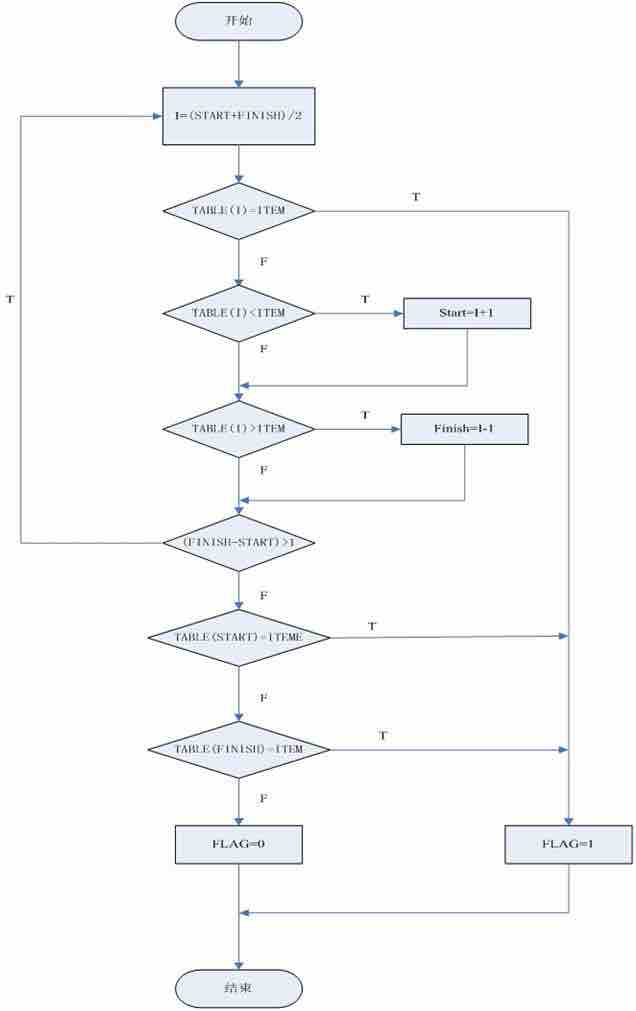 开始
I=(START+FINISH)/2
TABLE(I)=ITEM
T
F
T
TABLE(I)<ITEM
T
Start=I+1
F
TABLE(I)>ITEM
T
Finish=I-1
F
(FINISH-START)>1
F
TABLE(START)=ITEME
T
F
TABLE(FINISH)=ITEM
T
F
FLAG=0
FLAG=1
结束